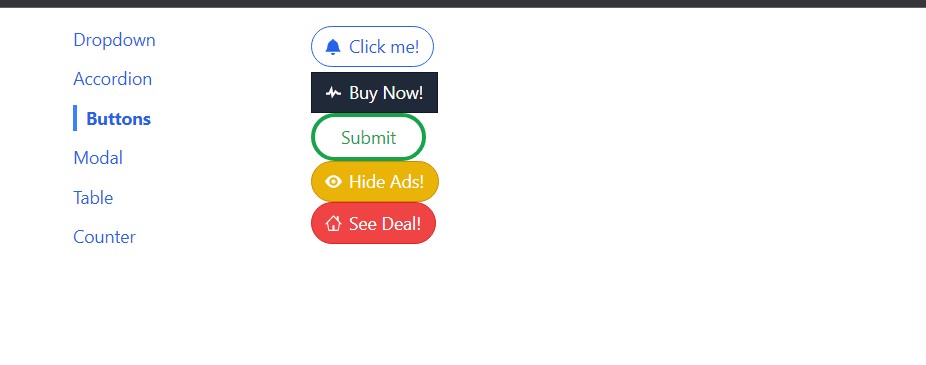 Dropdown
Accordion
Buttons
Modal
Table
Counter
Click me!
Buy Now!
Submit
Hide Ads!
See Deal!